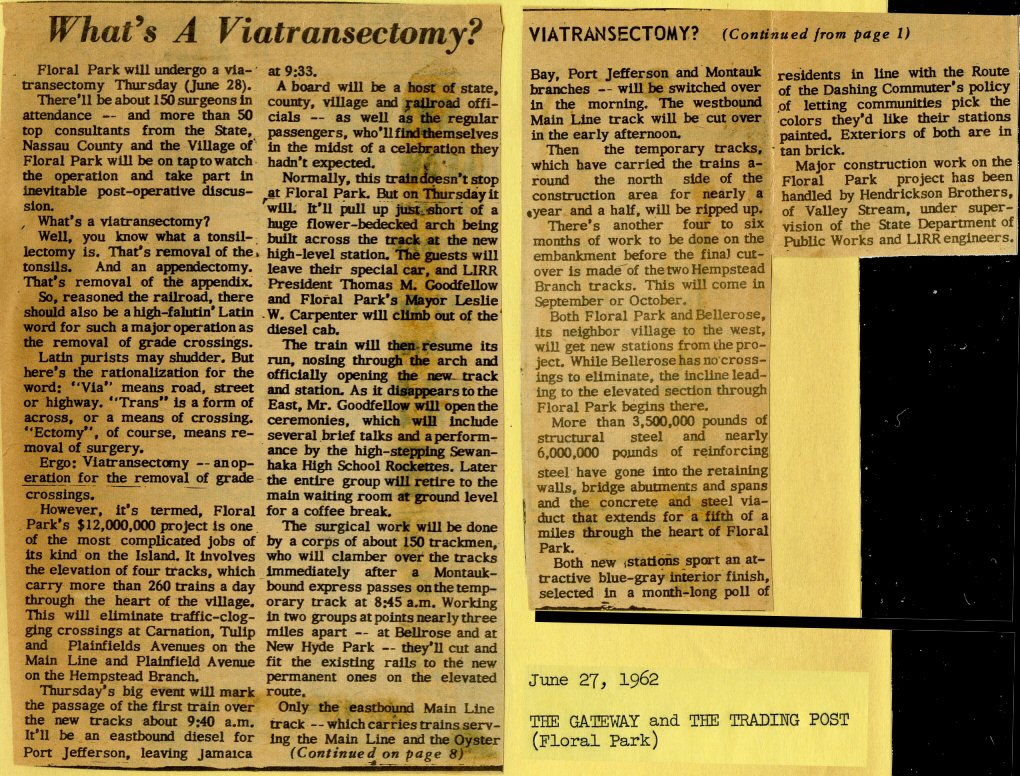 What's A Viatransectomy?
Floral Park will undergo a via-
transectomy Thursday (June 28).
There'll be about 150 surgeons in
attendance -- and more than 50
top consultants from the State,
Nassau County and the Village of
Floral Park will be on tap to watch
the operation and take part in
inevitable post-operative discus-
sion.
What's a viatransectomy?
Well, you know what a tonsil-
lectomy is. That's removal of the
tonsils. And an appendectomy.
That's removal of the appendix.
So, reasoned the railroad, there
should also be a high-falutin' Latin
word for such a major operation as
the removal of grade crossings.
Latin purists may shudder. But
here's the rationalization for the
word: "Via" means road, street
or highway. "Trans" is a form of
across, or a means of crossing.
"Ectomy", of course, means re-
moval of surgery.
Ergo: Viatransectomy -- an op-
eration for the removal of grade
crossings.
However, it's termed, Floral
Park's $12,000,000 project is one
of the most complicated jobs of
its kind on the Island. It involves
the elevation of four tracks, which
carry more than 260 trains a day
through the heart of the village.
This will eliminate traffic-clog-
ging crossings at Carnation, Tulip
and Plainfields Avenues on the
Main Line and Plainfield Avenue
on the Hempstead Branch.
Thursday's big event will mark
the passage of the first train over
the new tracks about 9:40 a.m.
It'll be an eastbound diesel for
Port Jefferson, leaving Jamaica
at 9:33.
A board will be a host of state,
county, village and railroad offi-
cials -- as well as the regular
passengers, who'll find themselves
in the midst of a celebration they
hadn't expected.
Normally, this train doesn't stop
at Floral Park. But on Thursday it
will. It'll pull up just short of a
huge flower-bedecked arch being
built across the track at the new
high-level station. The guests will
leave their special car, and LIRR
President Thomas M. Goodfellow
and Floral Park's Mayor Leslie
W. Carpenter will climb out of the
diesel cab.
The train will then resume its
run, nosing through the arch and
officially opening the new track
and station. As it disappears to the
East, Mr. Goodfellow will open the
ceremonies, which will include
several brief talks and a perform-
ance by the high-stepping Sewan-
haka High School Rockettes. Later
the entire group will retire to the
main waiting room at ground level
for a coffee break.
The surgical work will be done
by a corps of about 150 trackmen,
who will clamber over the tracks
immediately after a Montauk-
bound express passes on the temp-
orary track at 8:45 a.m. Working
in two groups at points nearly three
miles apart -- at Bellrose and at
New Hyde Park -- they'll cut and
fit the existing rails to the new
permanent ones on the elevated
route.
Only the eastbound Main Line
track -- which carries trains serv-
ing the Main Line and the Oyster
(Continued on page 8)
VIATRANSECTOMY? (Continued from page 1)
Bay, Port Jefferson and Montauk
branches -- will be switched over
in the morning. The westbound
Main Line track will be cut over
in the early afternoon.
Then the temporary tracks,
which have carried the trains a-
round the north side of the
construction area for nearly a
year and a half, will be ripped up.
There's another four to six
months of work to be done on the
embankment before the final cut-
over is made of the two Hempstead
Branch tracks. This will come in
September or October.
Both Floral Park and Bellerose,
its neighbor village to the west,
will get new stations from the pro-
ject. While Bellerose has no cross-
ings to eliminate, the incline lead-
ing to the elevated section through
Floral Park begins there.
More than 3,500,000 pounds of
structural steel and nearly
6,000,000 pounds of reinforcing
steel have gone into the retaining
walls, bridge abutments and spans
and the concrete and steel via-
duct that extends for a fifth of a
miles through the heart of Floral
Park.
Both new stations sport an at-
tractive blue-gray interior finish,
selected in a month-long poll of
residents in line with the Route
of the Dashing Commuter's policy
of letting communities pick the
colors they'd like their stations
painted. Exteriors of both are in
tan brick.
Major construction work on the
Floral Park project has been
handled by Hendrickson Brothers,
of Valley Stream, under super-
vision of the State Department of
Public Works and LIRR engineers.
June 27, 1962
THE GATEWAY and THE TRADING POST
(Floral Park)